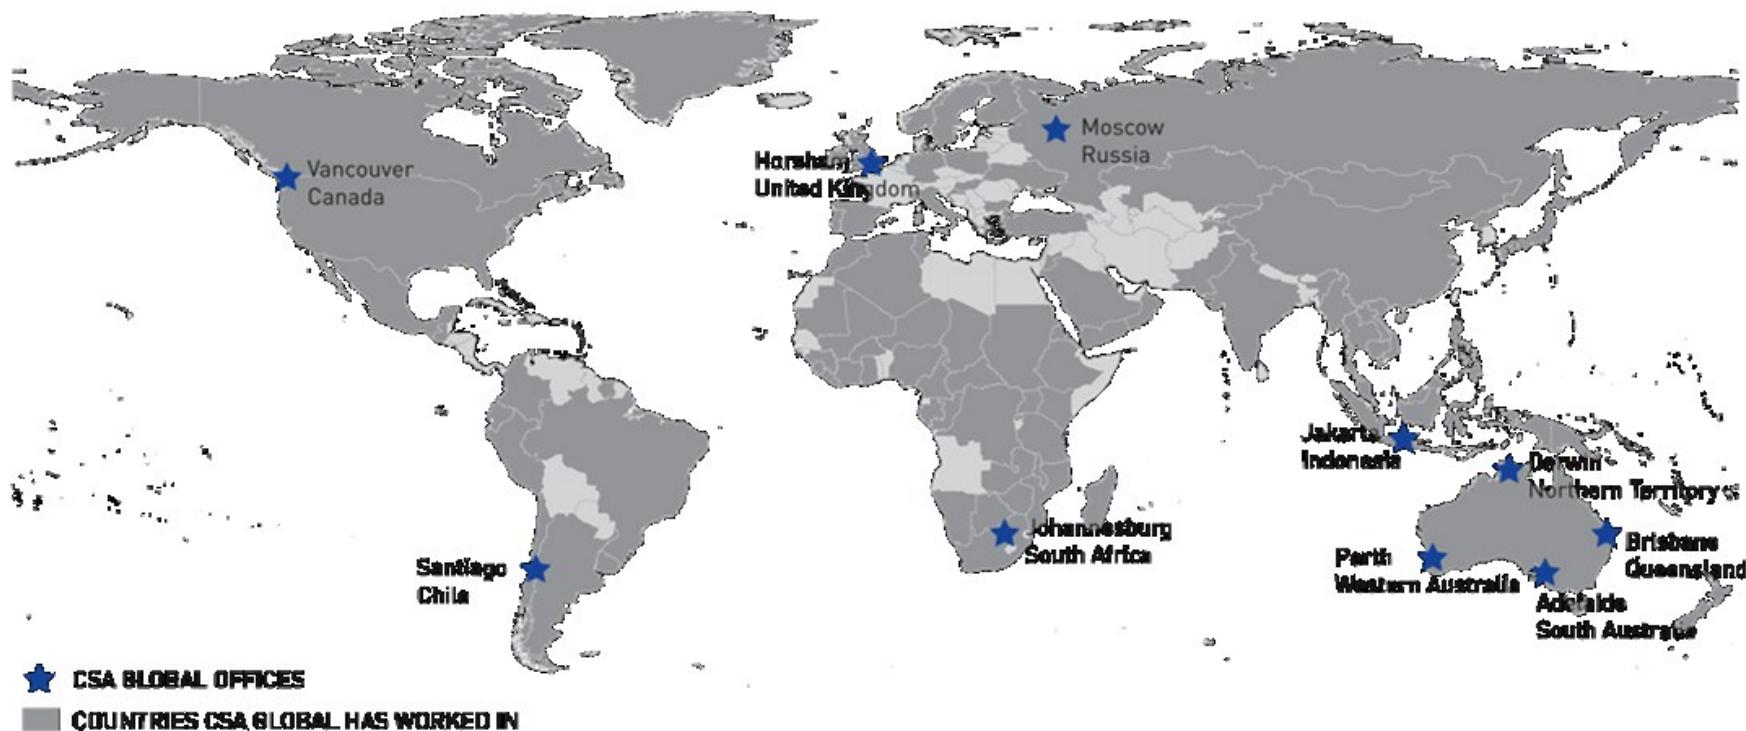 Vancouver
Canada
Moscow
Russia
Horsham
United Kingdom
Jakarta
Indonesia
Darwin
Northern Territory
Johannesburg
South Africa
Brisbane
Queensland
Perth
Western Australia
Adelaide
South Australia
Santiago
Chile
CSA GLOBAL OFFICES
COUNTRIES CSA GLOBAL HAS WORKED IN